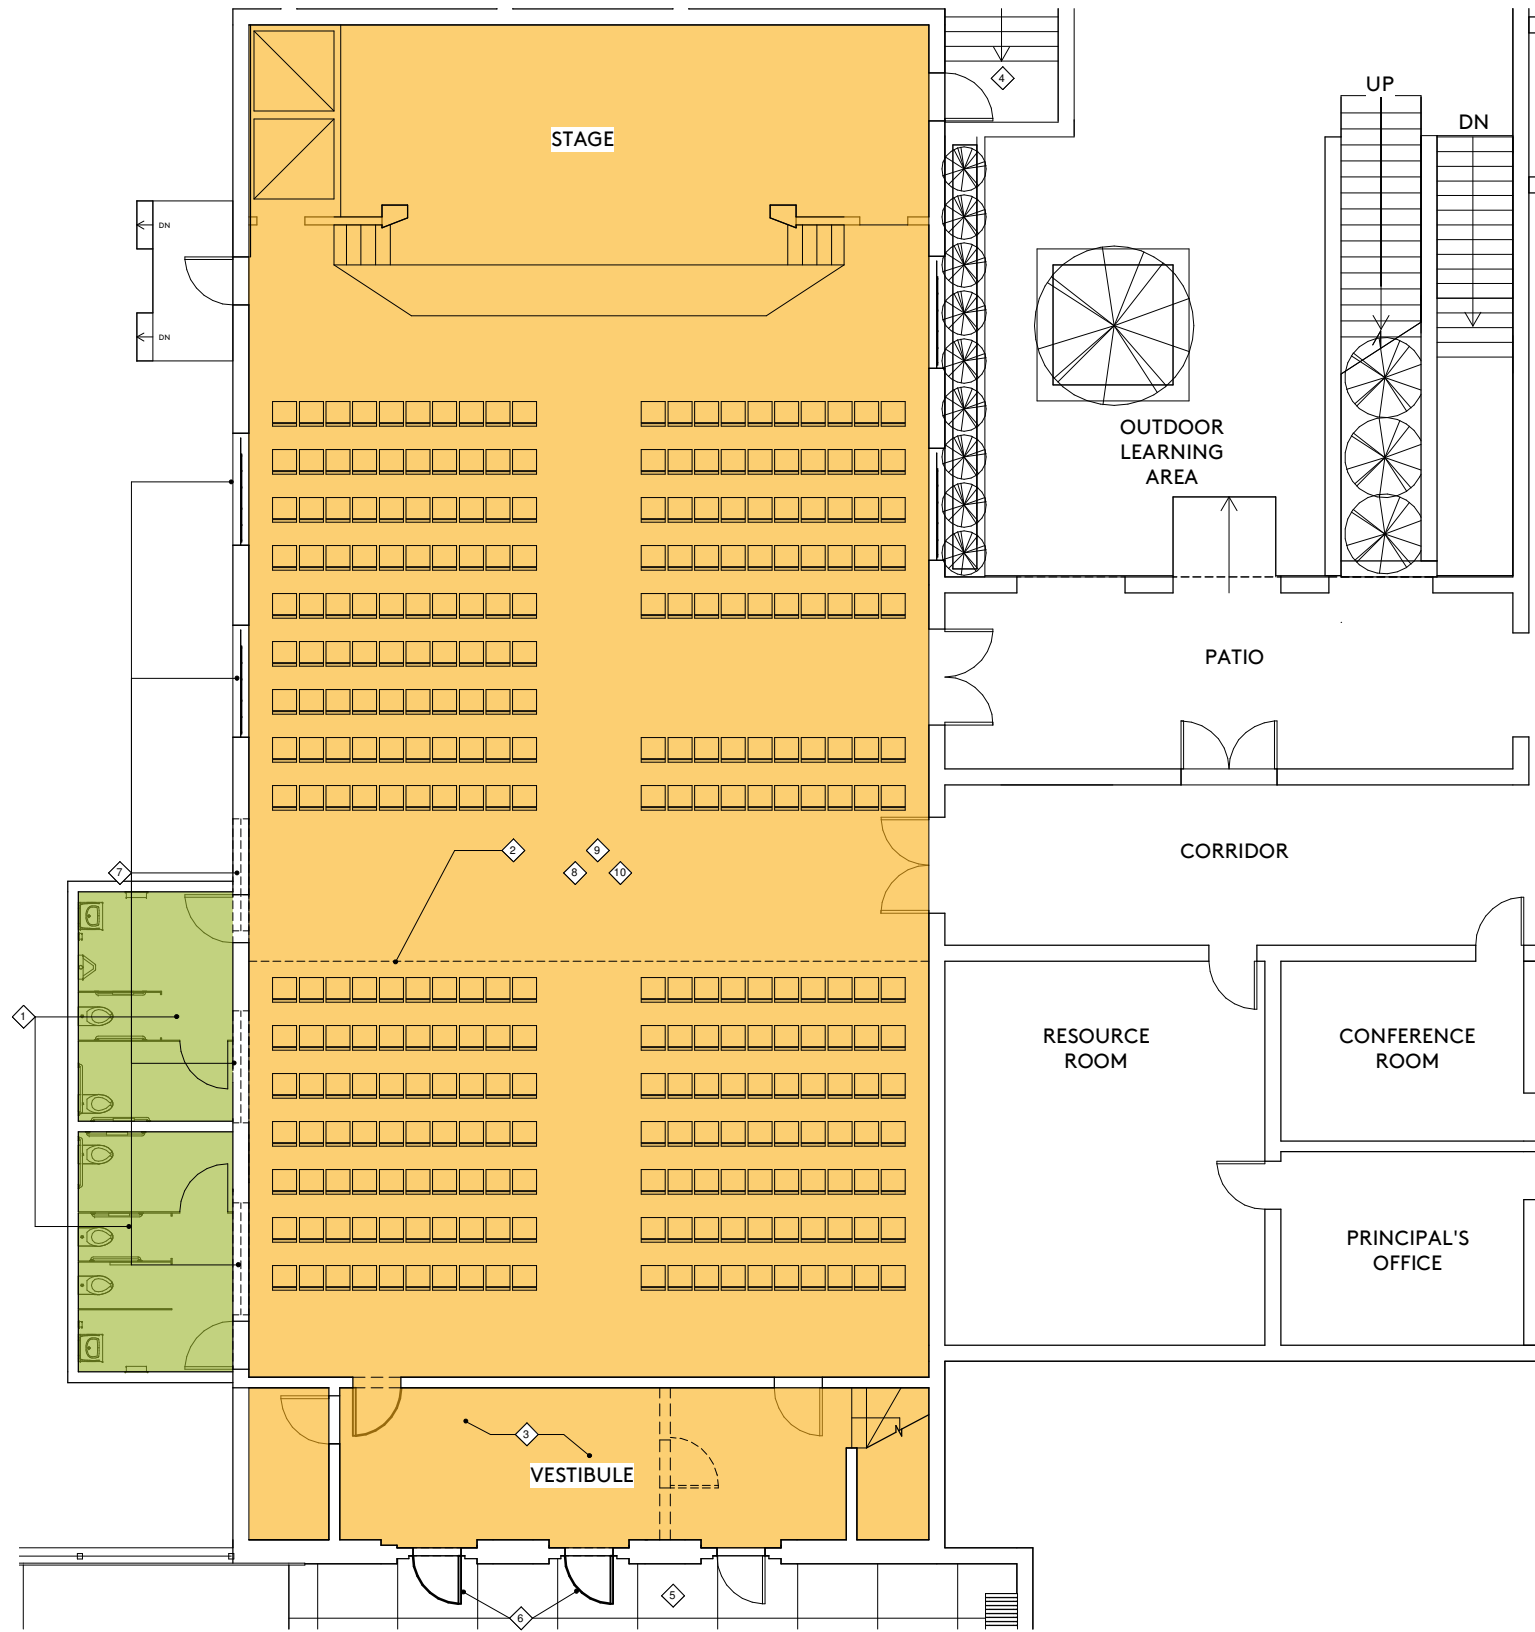 UP
4
DN
STAGE
DN
DN
OUTDOOR
LEARNING
AREA
PATIO
2
9
CORRIDOR
7
8
10
1
RESOURCE
ROOM
CONFERENCE
ROOM
PRINCIPAL'S
OFFICE
3
VESTIBULE
5
6